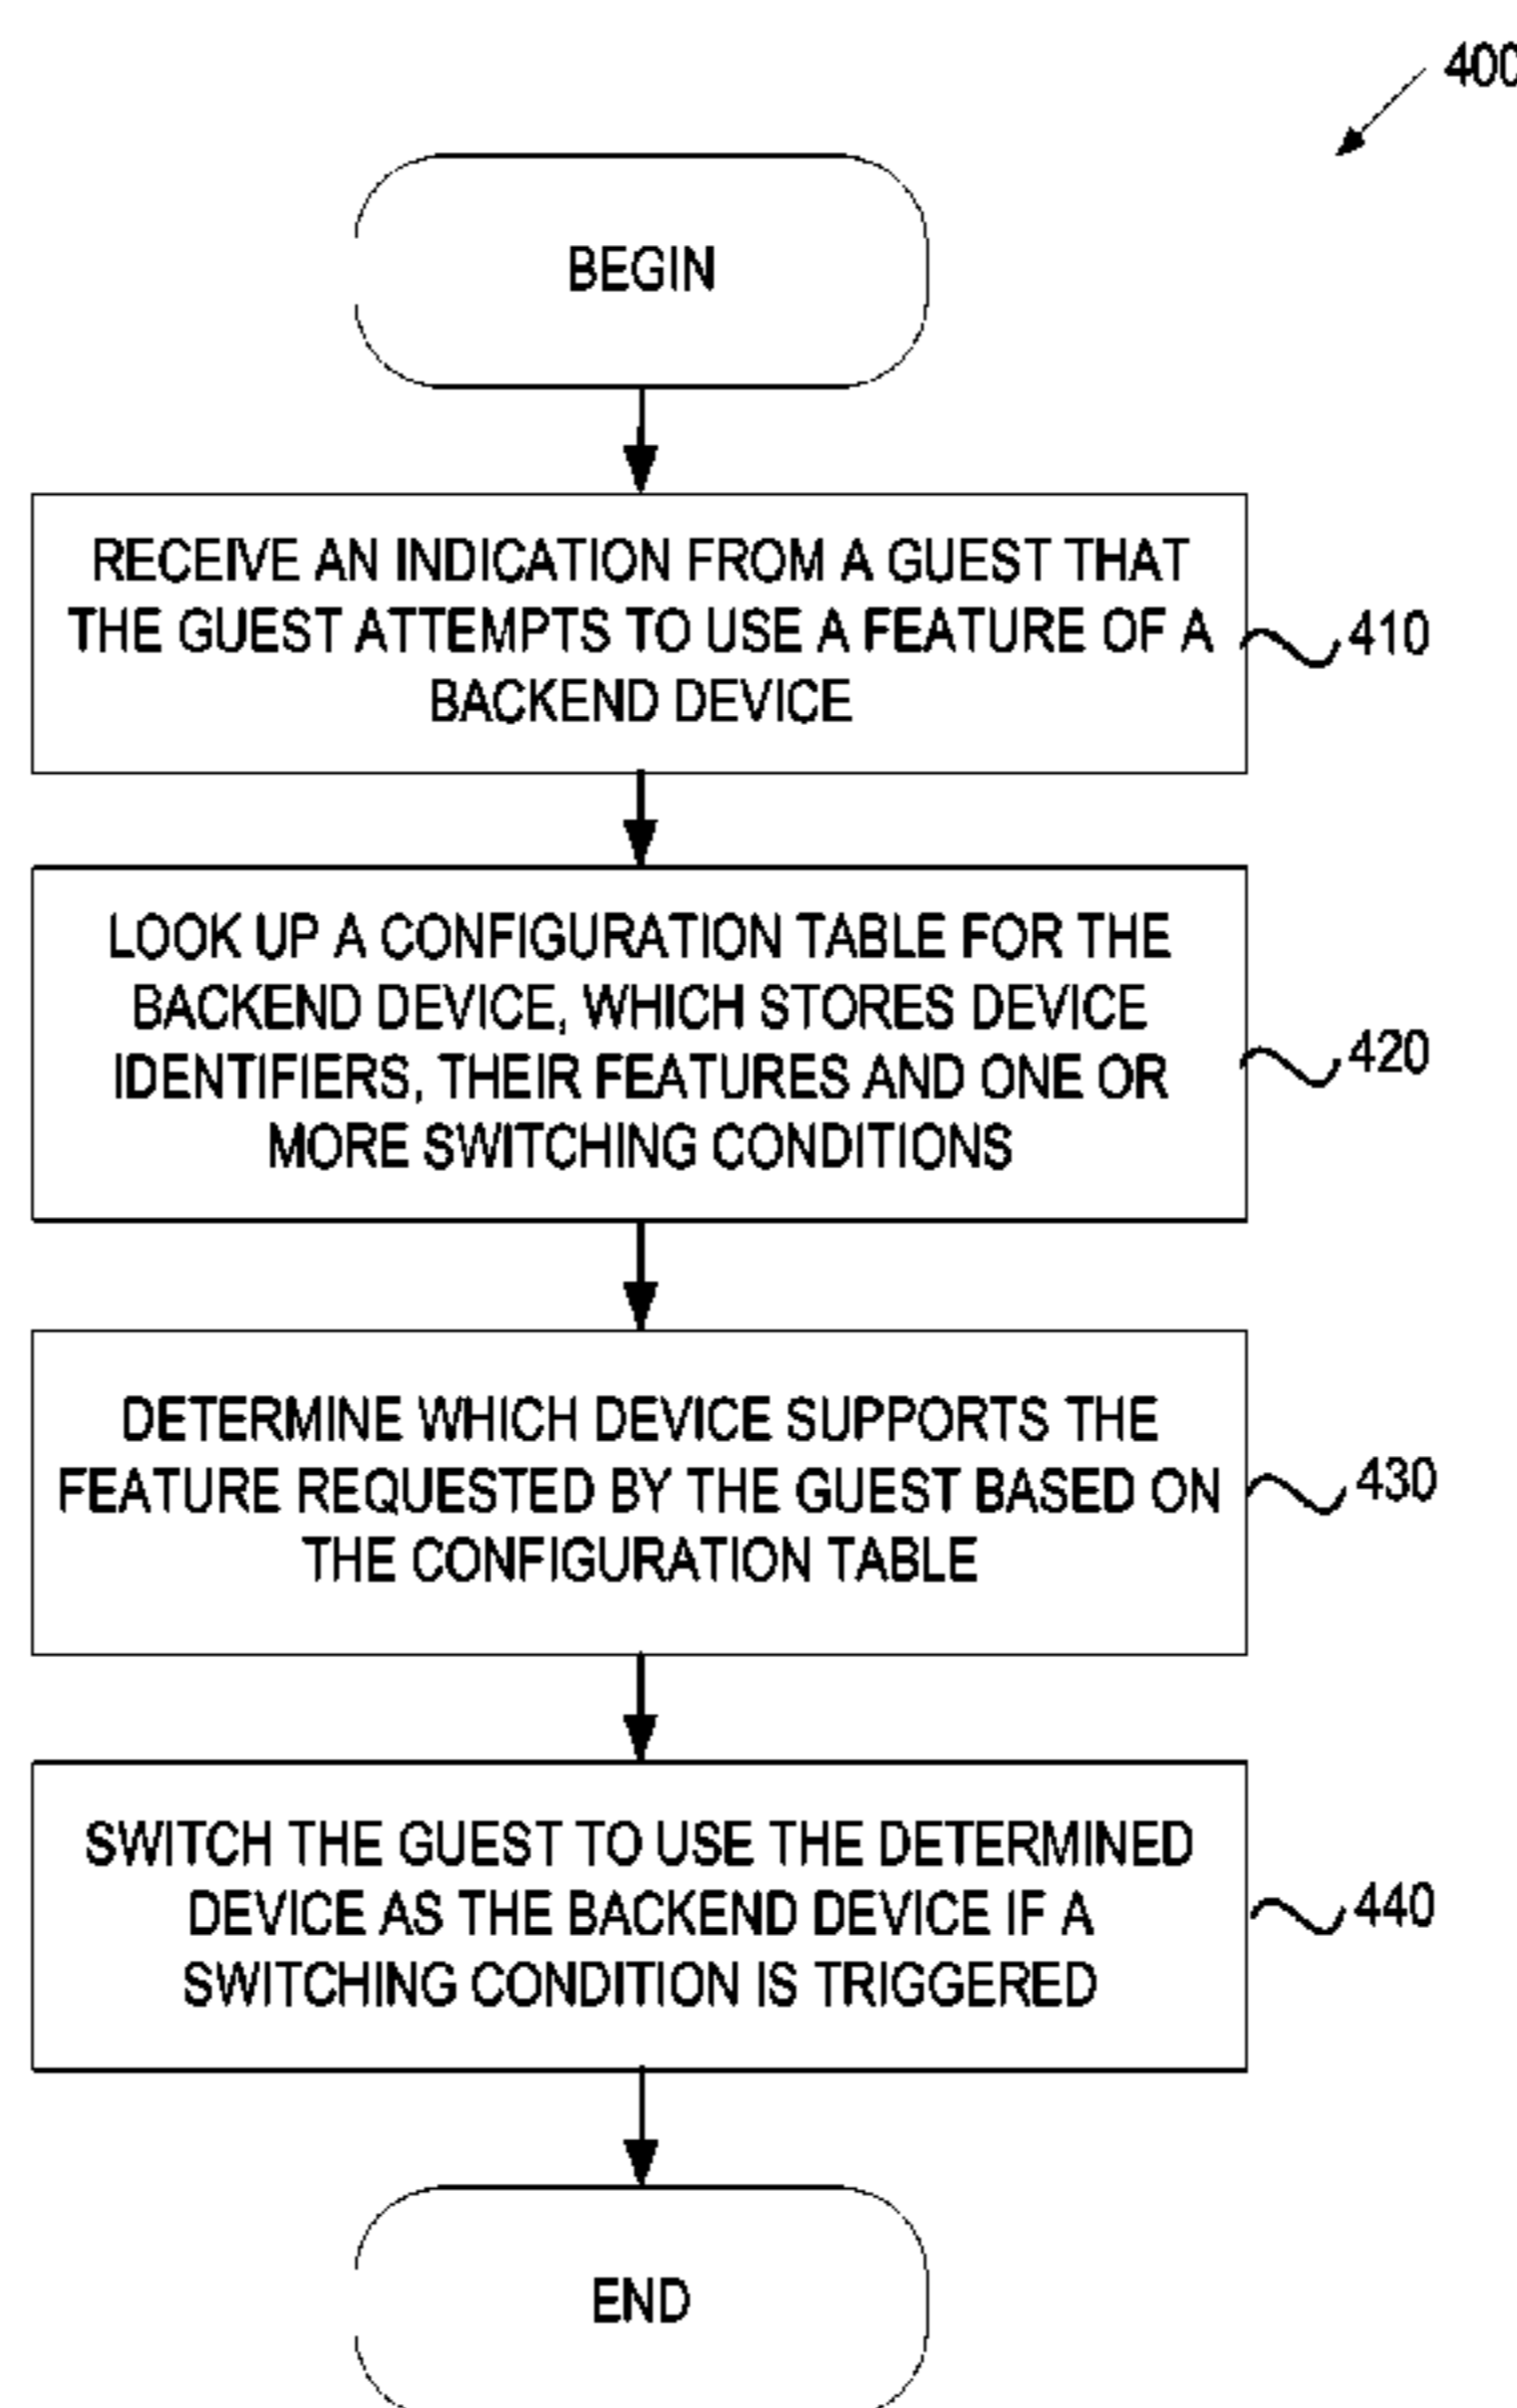 400
BEGIN
RECEIVE AN INDICATION FROM A GUEST THAT
THE GUEST ATTEMPTS TO USE A FEATURE OF A
BACKEND DEVICE
410
LOOK UP A CONFIGURATION TABLE FOR THE
BACKEND DEVICE, WHICH STORES DEVICE
IDENTIFIERS, THEIR FEATURES AND ONE OR
MORE SWITCHING CONDITIONS
420
DETERMINE WHICH DEVICE SUPPORTS THE
FEATURE REQUESTED BY THE GUEST BASED ON
THE CONFIGURATION TABLE
430
SWITCH THE GUEST TO USE THE DETERMINED
DEVICE AS THE BACKEND DEVICE IF A
SWITCHING CONDITION IS TRIGGERED
440
END